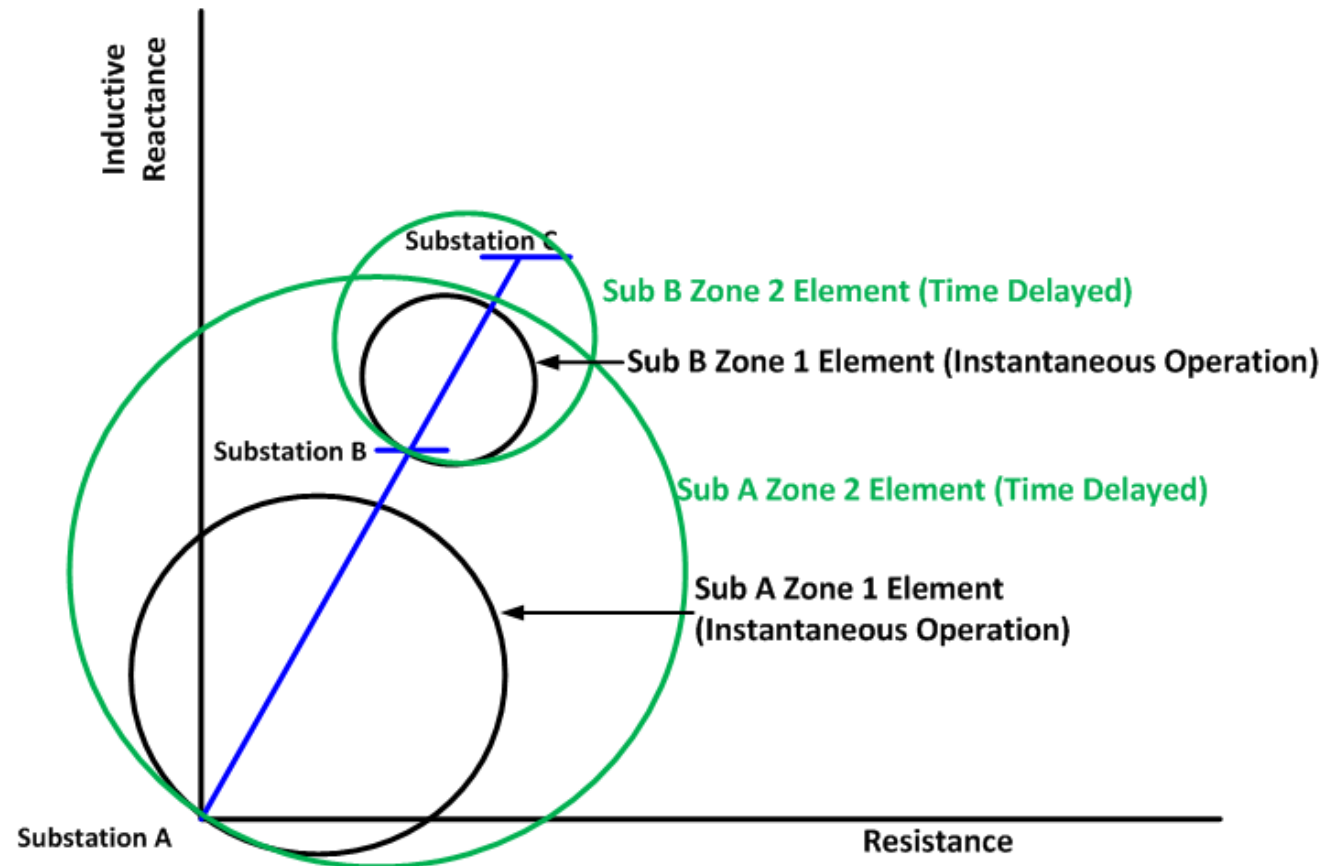 Inductive
Reactance
Substation C
Sub B Zone 2 Element (Time Delayed)
Sub B Zone 1 Element (Instantaneous Operation)
Substation B
Sub A Zone 2 Element (Time Delayed)
Sub A Zone 1 Element
(Instantaneous Operation)
Substation A
Resistance